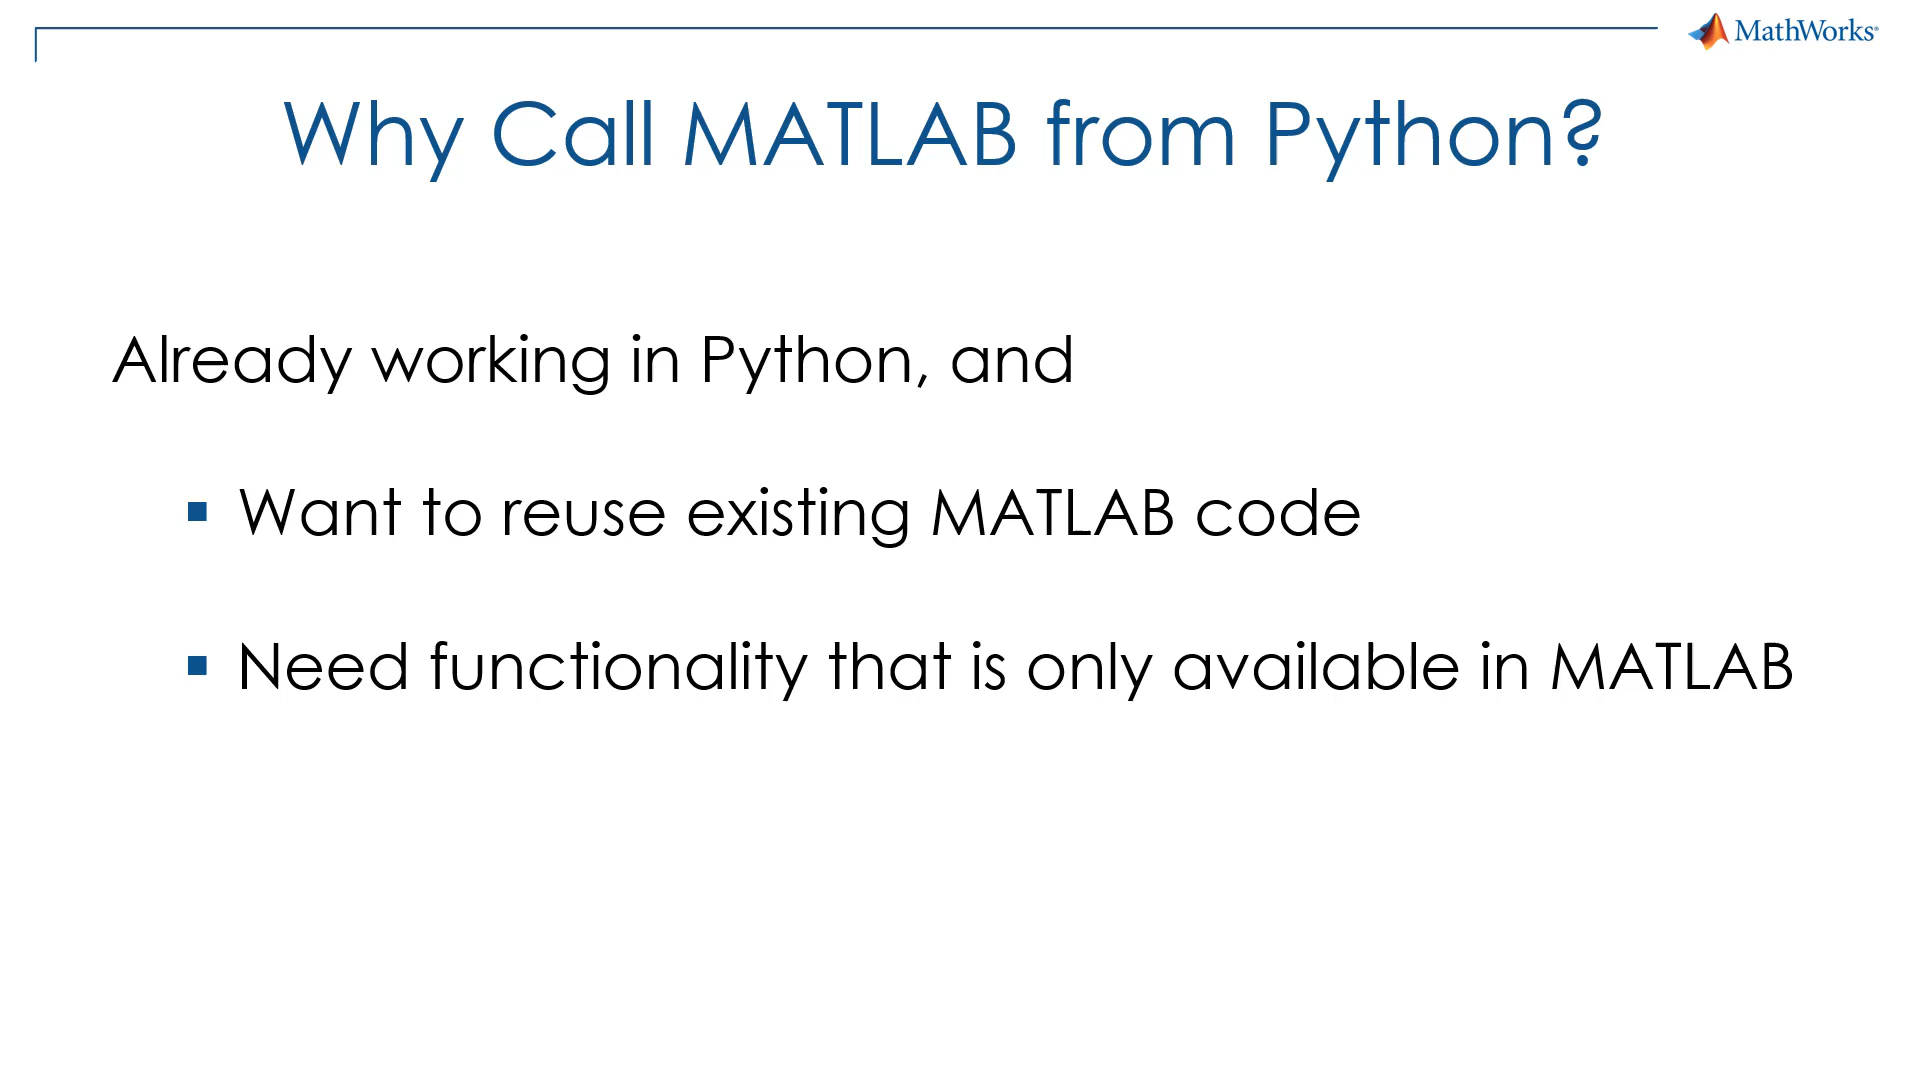 MathWorks®
Why Call MATLAB from Python?
Already working in Python, and
▪ Want to reuse existing MATLAB code
▪ Need functionality that is only available in MATLAB